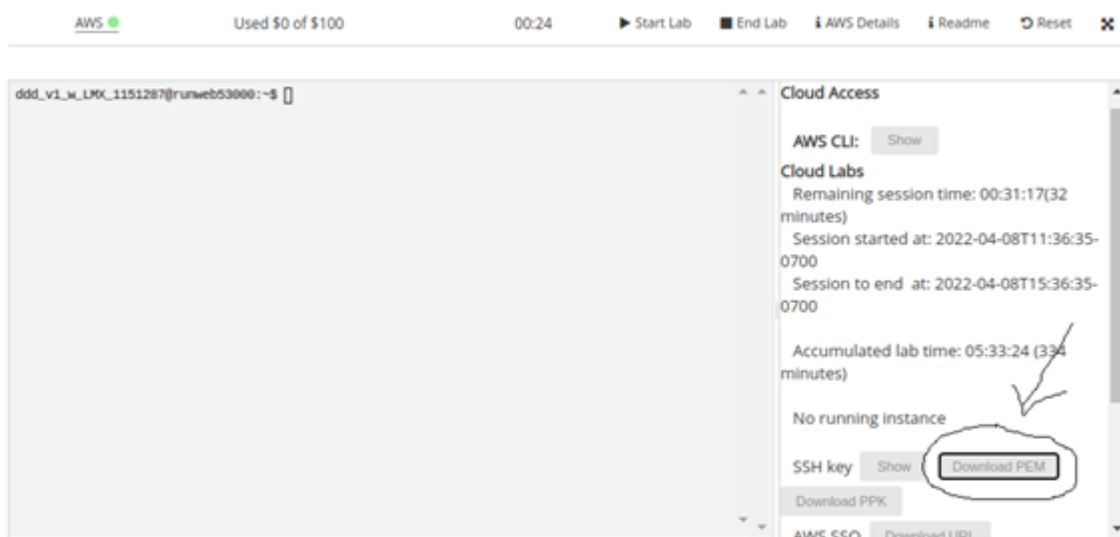 AWS Used $0 of $100 00:24 Start Lab End Lab i AWS Details i Readme Reset
ddd_v1_w_LMX_1151287@runweb53000:~$
Cloud Access
AWS CLI: Show
Cloud Labs
Remaining session time: 00:31:17(32
minutes)
Session started at: 2022-04-08T11:36:35-
0700
Session to end at: 2022-04-08T15:36:35-
0700
Accumulated lab time: 05:33:24 (334
minutes)
No running instance
SSH key Show Download PEM
Download PPK
AWS SSO Download URL